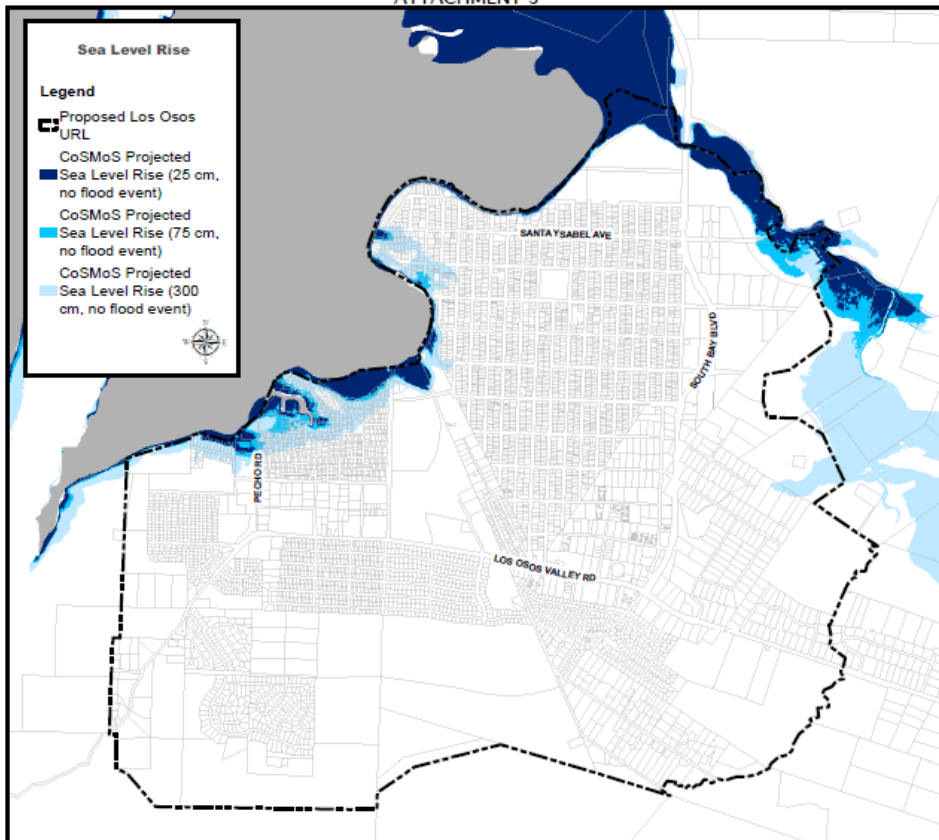 ATTACHMENT 3
Sea Level Rise
Legend
Proposed Los Osos
URL
CoSMoS Projected
Sea Level Rise (25 cm,
no flood event)
CoSMoS Projected
Sea Level Rise (75 cm,
no flood event)
CoSMoS Projected
Sea Level Rise (300
cm, no flood event)
N
W E
S
SANTA YSABEL AVE
SOUTH BAY BLVD
PECHO RD
LOS OSOS VALLEY RD